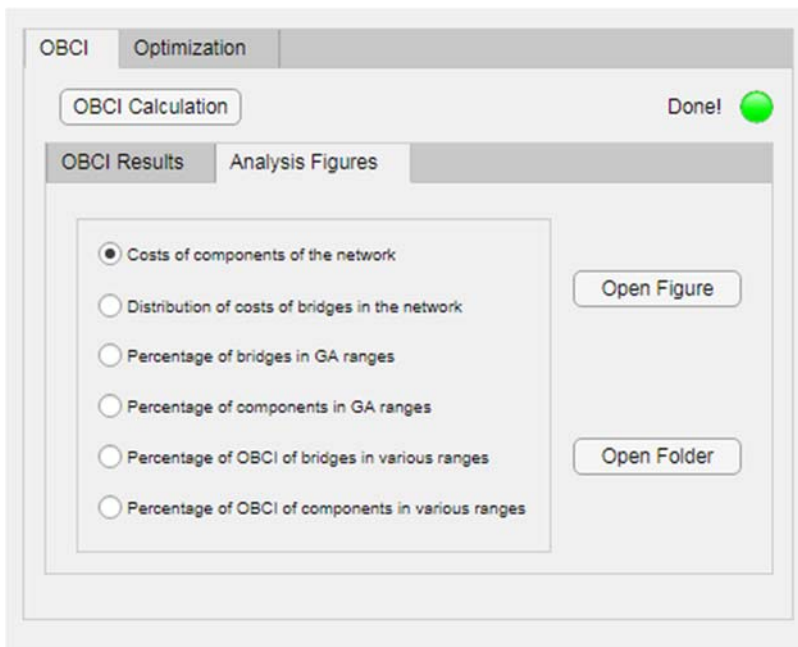 OBCI Optimization
OBCI Calculation Done!
OBCI Results Analysis Figures
Costs of components of the network
Open Figure
Distribution of costs of bridges in the network
Percentage of bridges in GA ranges
Percentage of components in GA ranges
Percentage of OBCI of bridges in various ranges
Open Folder
Percentage of OBCI of components in various ranges